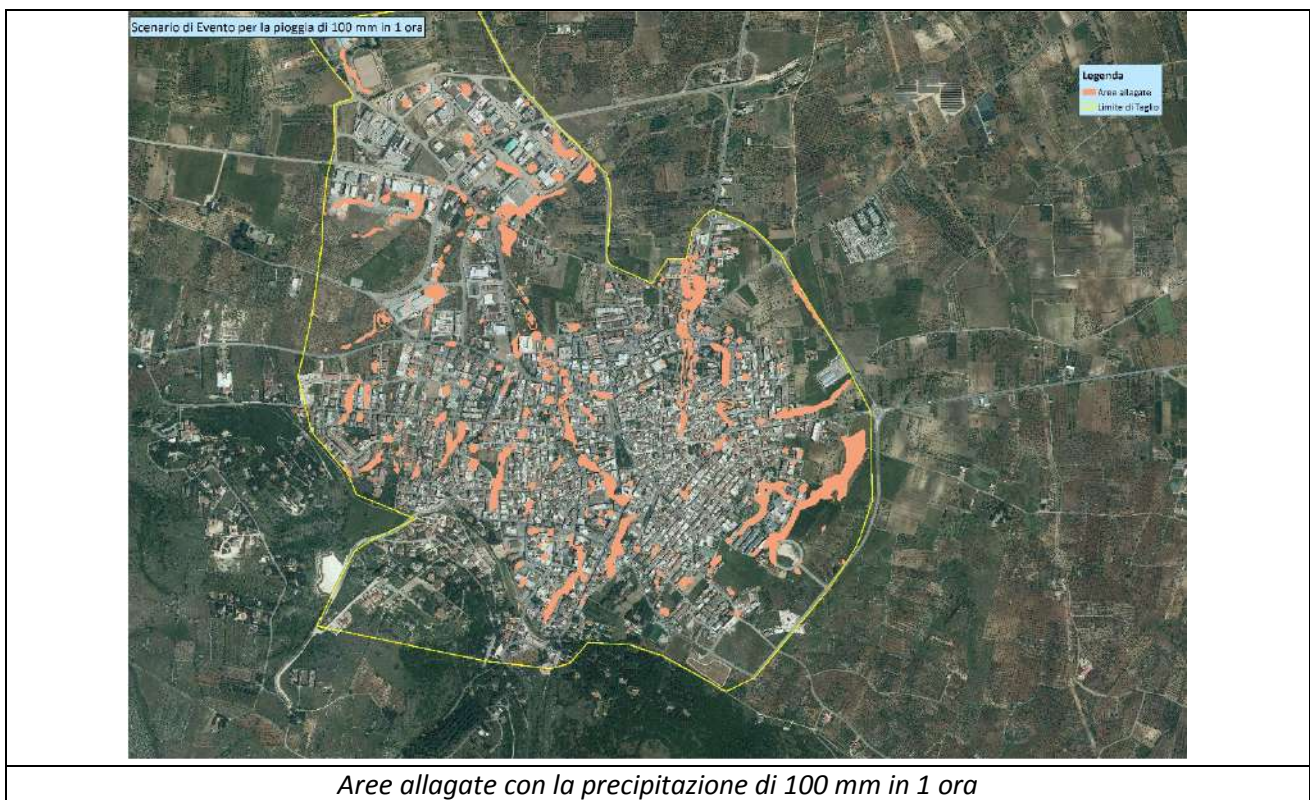 Scenario di Evento per la pioggia di 100 mm in 1 ora
Legenda
Aree allagate
Limite di Taglio
Aree allagate con la precipitazione di 100 mm in 1 ora